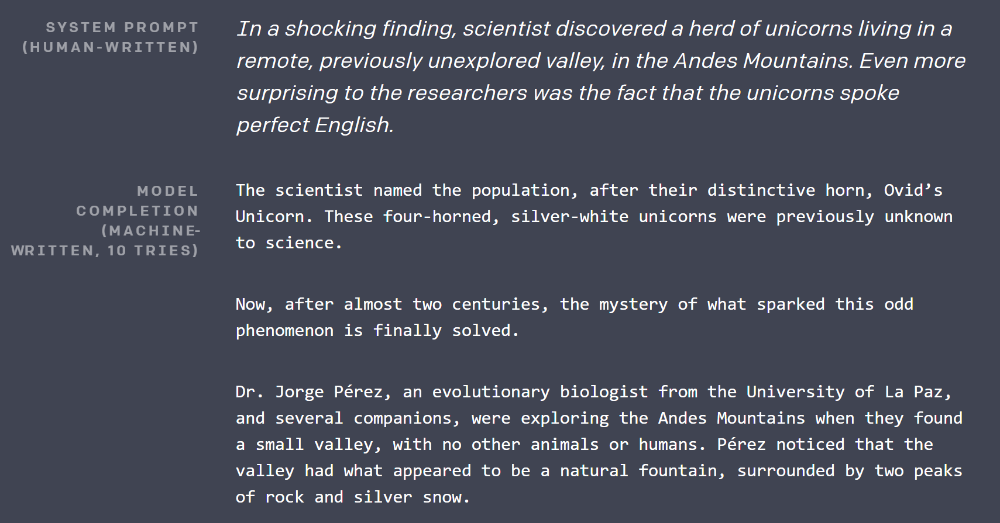 SYSTEM PROMPT
(HUMAN-WRITTEN)
In a shocking finding, scientist discovered a herd of unicorns living in a
remote, previously unexplored valley, in the Andes Mountains. Even more
surprising to the researchers was the fact that the unicorns spoke
perfect English.
MODEL
COMPLETION
(MACHINE-
WRITTEN, 10 TRIES)
The scientist named the population, after their distinctive horn, Ovid’s
Unicorn. These four-horned, silver-white unicorns were previously unknown
to science.
Now, after almost two centuries, the mystery of what sparked this odd
phenomenon is finally solved.
Dr. Jorge Pérez, an evolutionary biologist from the University of La Paz,
and several companions, were exploring the Andes Mountains when they found
a small valley, with no other animals or humans. Pérez noticed that the
valley had what appeared to be a natural fountain, surrounded by two peaks
of rock and silver snow.